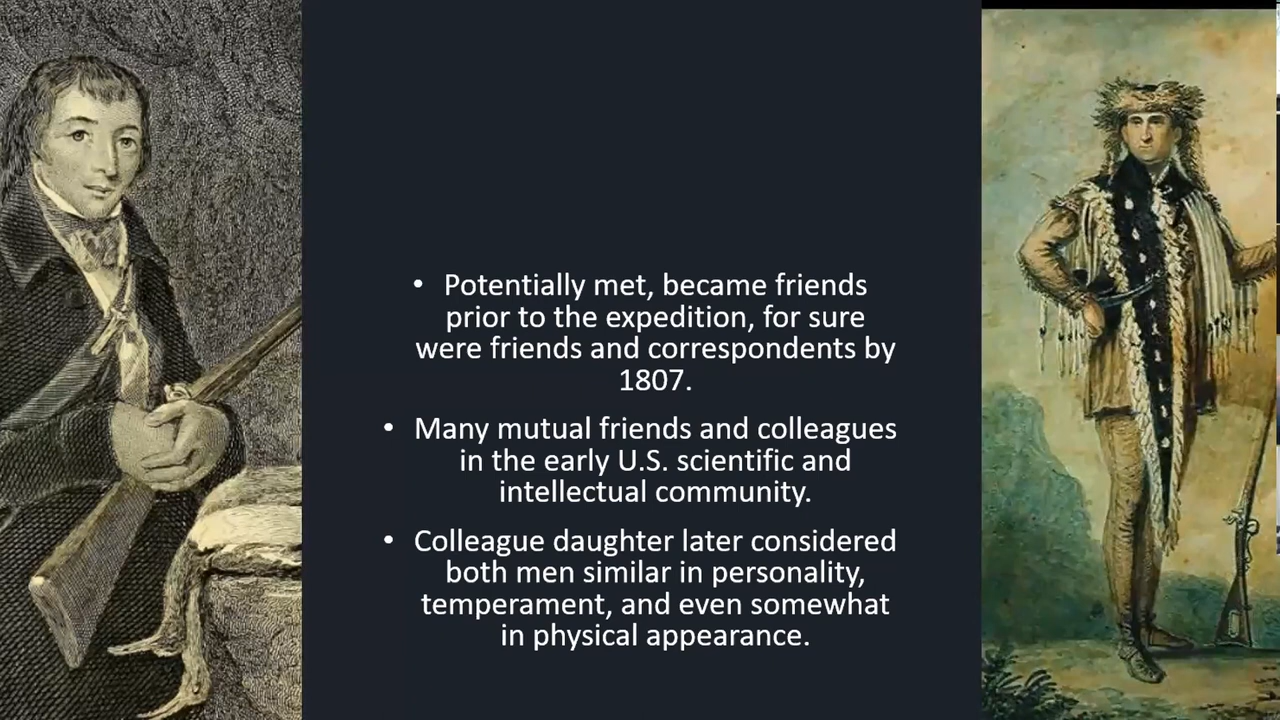 • Potentially met, became friends
prior to the expedition, for sure
were friends and correspondents by
1807.
• Many mutual friends and colleagues
in the early U.S. scientific and
intellectual community.
• Colleague daughter later considered
both men similar in personality,
temperament, and even somewhat
in physical appearance.